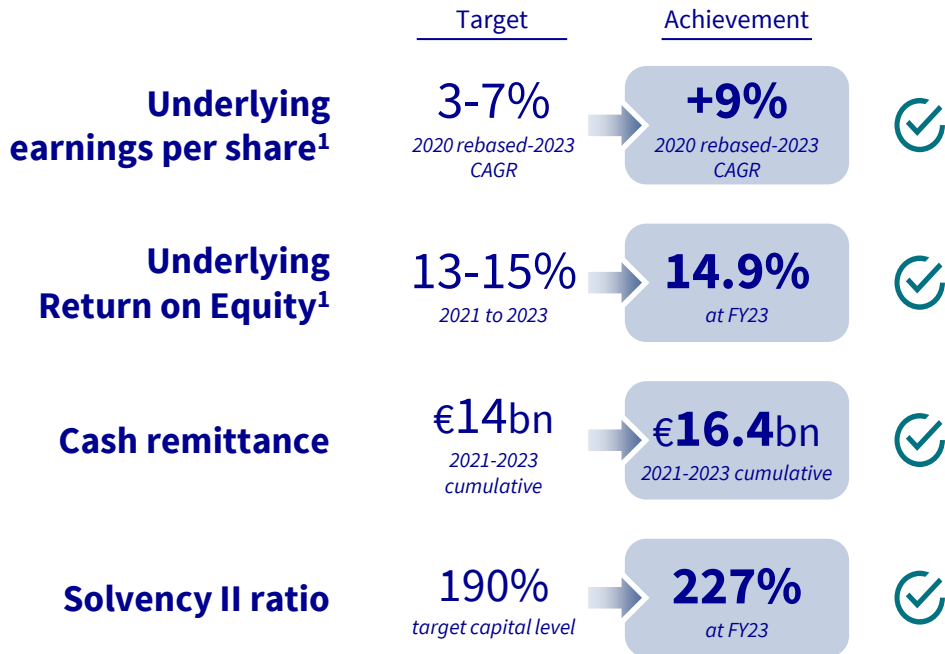 Target
Achievement
Underlying
earnings per share¹
3-7%
2020 rebased-2023
CAGR
+9%
2020 rebased-2023
CAGR
Underlying
Return on Equity¹
13-15%
2021 to 2023
14.9%
at FY23
Cash remittance
€14bn
2021-2023
cumulative
€16.4bn
2021-2023 cumulative
Solvency II ratio
190%
target capital level
227%
at FY23